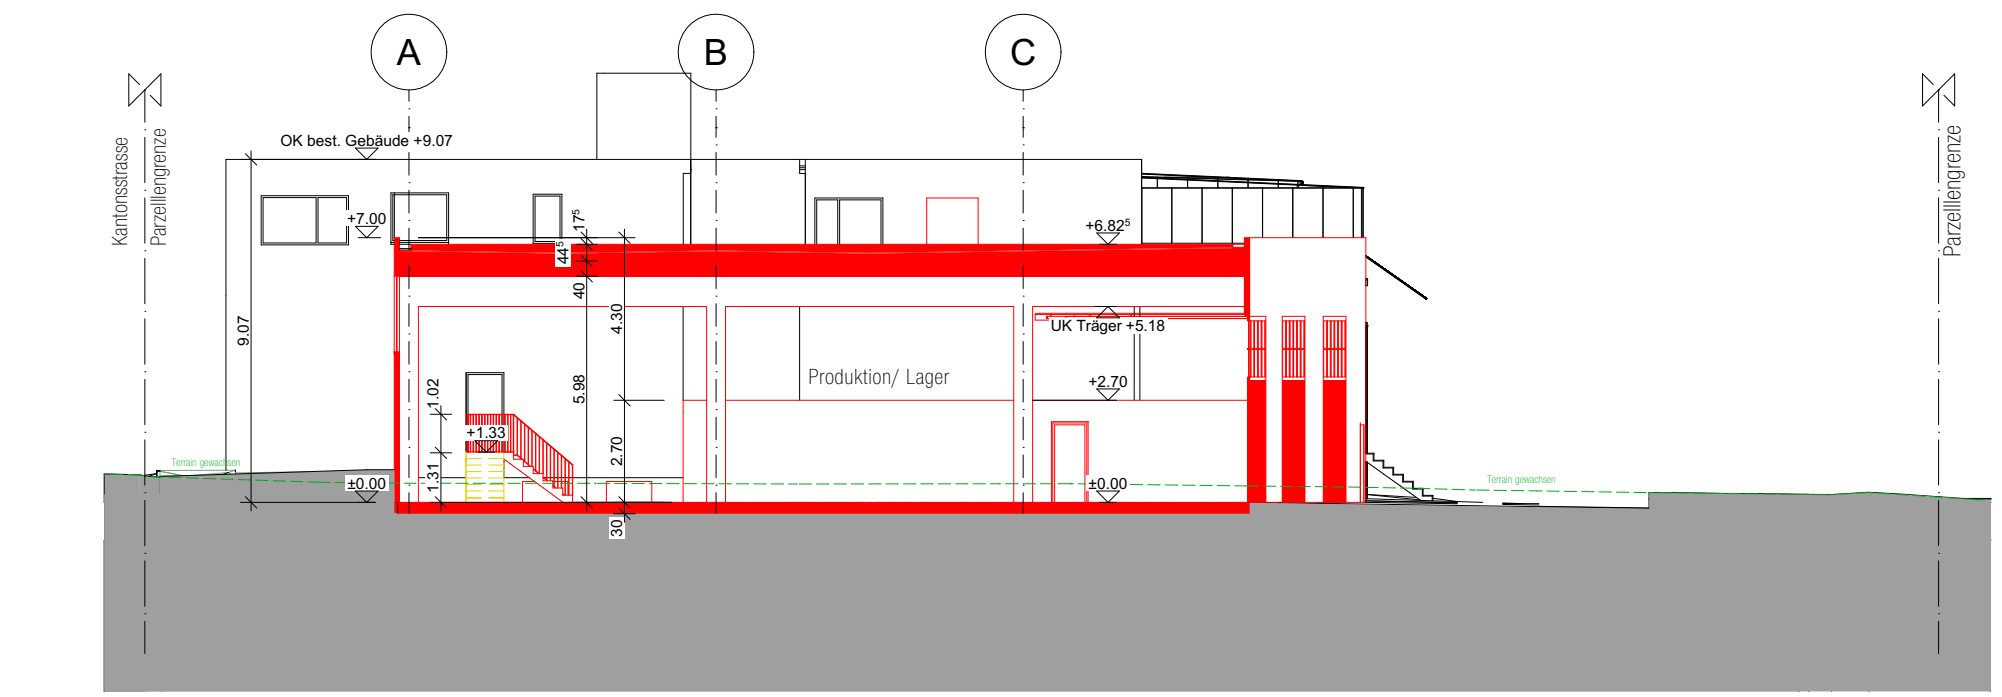 A
B
C
Kantonsstrasse
Parzelllengrenze
Parzelllengrenze
OK best. Gebäude +9.07
+7.00
17⁵
44⁵
+6.82⁵
40
4.30
9.07
UK Träger +5.18
Produktion/ Lager
5.98
+2.70
1.02
+1.33
2.70
1.31
Terrain gewachsen
Terrain gewachsen
±0.00
±0.00
30